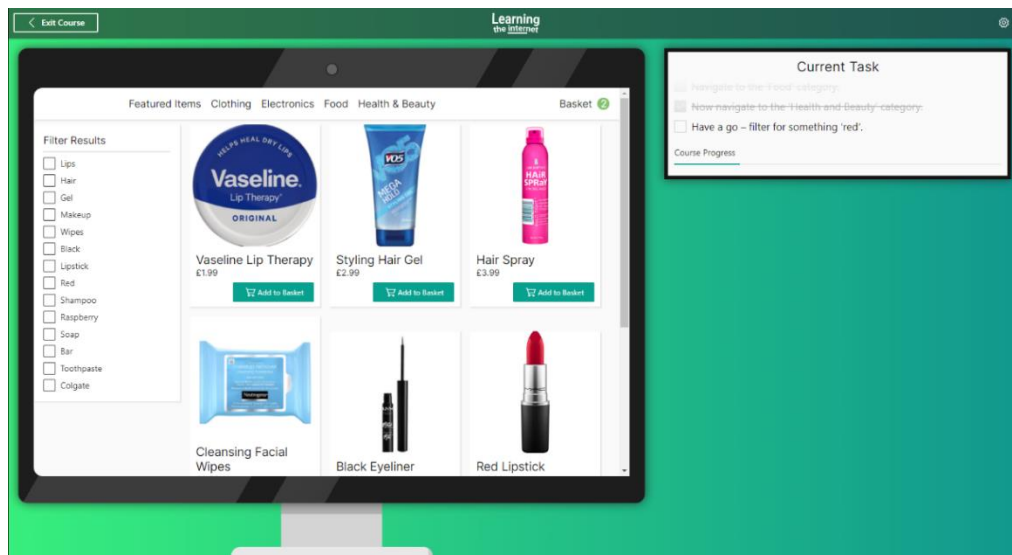 Exit Course
Learning
the internet
Featured Items Clothing Electronics Food Health & Beauty Basket 2
Filter Results
Lips
Hair
Gel
Makeup
Wipes
Black
Lipstick
Red
Shampoo
Raspberry
Soap
Bar
Toothpaste
Colgate
HELPS HEAL DRY LIPS
Vaseline.
Lip Therapy
ORIGINAL
Vaseline Lip Therapy
£1.99
Add to Basket
VO5
MEGA
HOLD
Styling Hair Gel
£2.99
Add to Basket
HAIR
SPRAY
Hair Spray
£3.99
Add to Basket
Neutrogena
Cleansing Facial
Wipes
Black Eyeliner
Red Lipstick
Current Task
Navigate to the 'Food' category.
Now navigate to the 'Health and Beauty' category.
Have a go – filter for something 'red'.
Course Progress